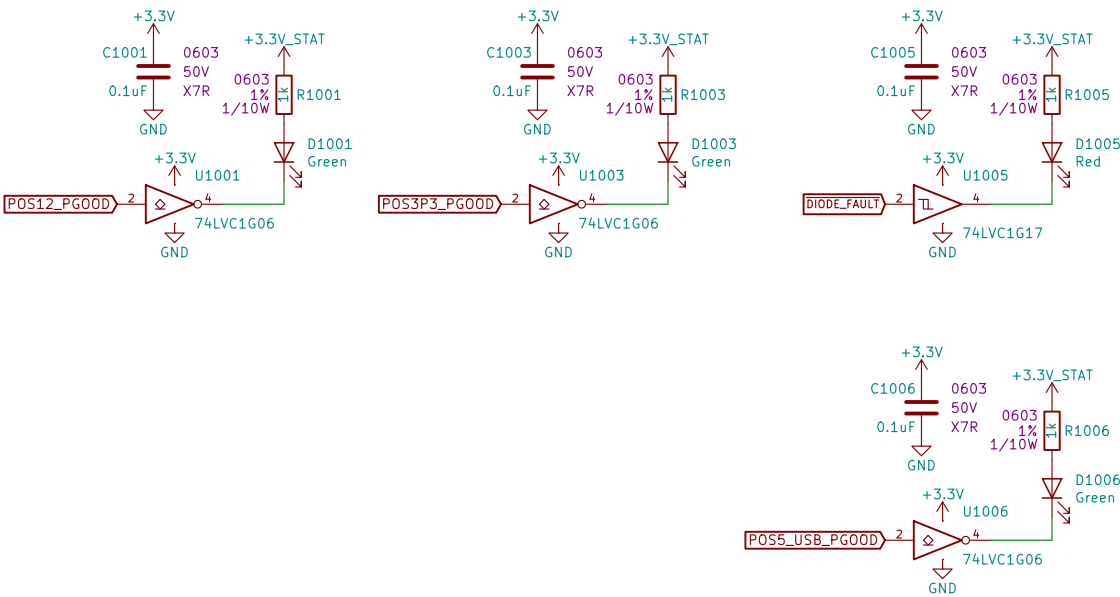 +3.3V
C1001
0603
50V
X7R
0.1uF
GND
+3.3V_STAT
0603
1%
1/10W
1k
R1001
D1001
Green
+3.3V
U1001
POS12_PGOOD
2
4
74LVC1G06
GND
+3.3V
C1003
0603
50V
X7R
0.1uF
GND
+3.3V_STAT
0603
1%
1/10W
1k
R1003
D1003
Green
+3.3V
U1003
POS3P3_PGOOD
2
4
74LVC1G06
GND
+3.3V
C1005
0603
50V
X7R
0.1uF
GND
+3.3V_STAT
0603
1%
1/10W
1k
R1005
D1005
Red
+3.3V
U1005
DIODE_FAULT
2
4
74LVC1G17
GND
+3.3V
C1006
0603
50V
X7R
0.1uF
GND
+3.3V_STAT
0603
1%
1/10W
1k
R1006
D1006
Green
+3.3V
U1006
POS5_USB_PGOOD
2
4
74LVC1G06
GND